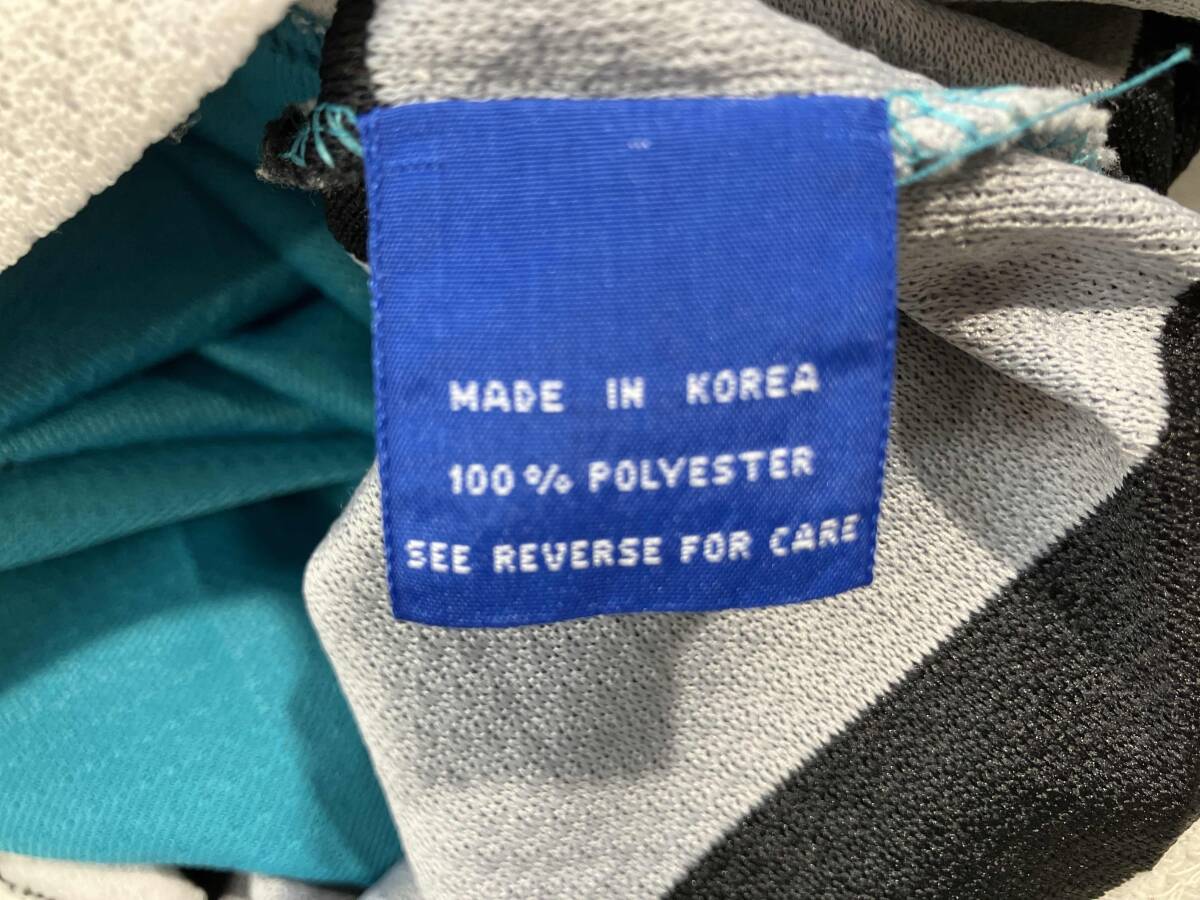 MADE IN KOREA
100% POLYESTER
SEE REVERSE FOR CARE